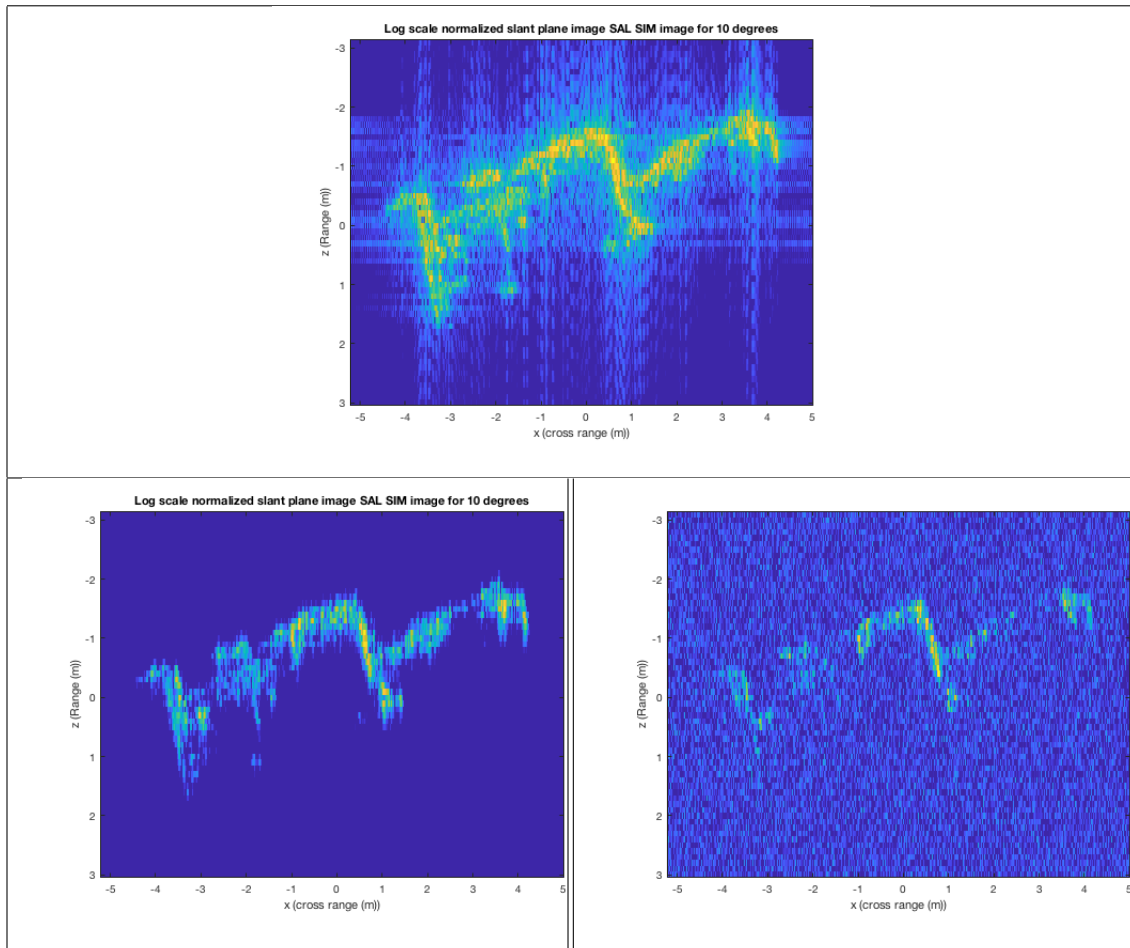 Log scale normalized slant plane image SAL SIM image for 10 degrees
-3
-2
-1
0
1
2
3
z (Range (m))
-5 -4 -3 -2 -1 0 1 2 3 4 5
x (cross range (m))
Log scale normalized slant plane image SAL SIM image for 10 degrees
-3
-2
-1
0
1
2
3
z (Range (m))
-5 -4 -3 -2 -1 0 1 2 3 4 5
x (cross range (m))
-3
-2
-1
0
1
2
3
z (Range (m))
-5 -4 -3 -2 -1 0 1 2 3 4 5
x (cross range (m))